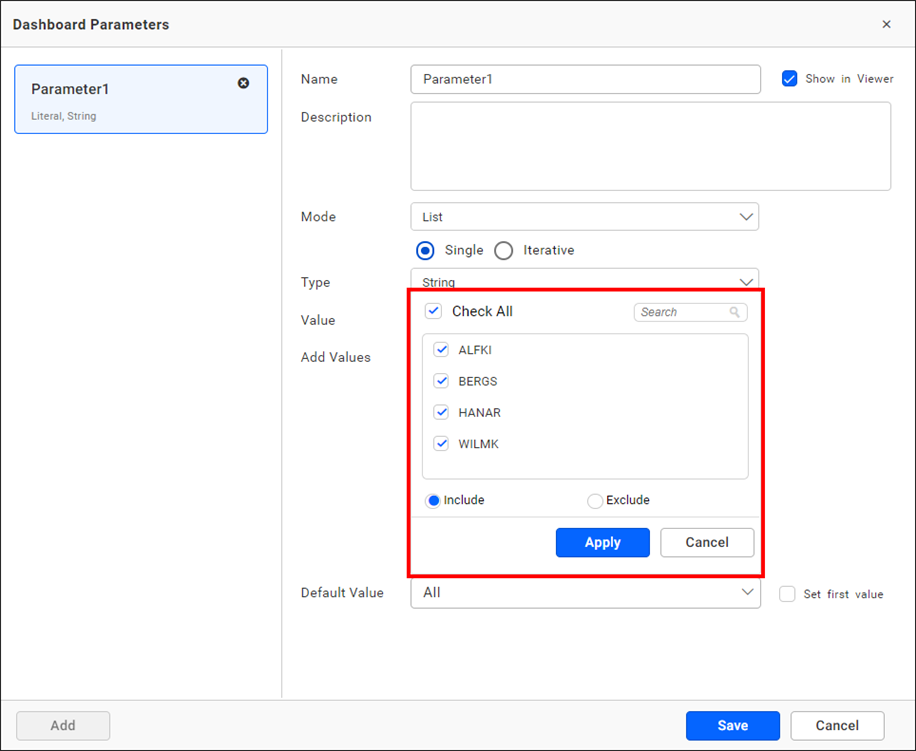 Dashboard Parameters
Parameter1
Literal, String
Name
Parameter1
Show in Viewer
Description
Mode
List
Single
Iterative
Type
String
Value
Add Values
Check All
Search
ALFKI
BERGS
HANAR
WILMK
Include
Exclude
Apply
Cancel
Default Value
All
Set first value
Add
Save
Cancel